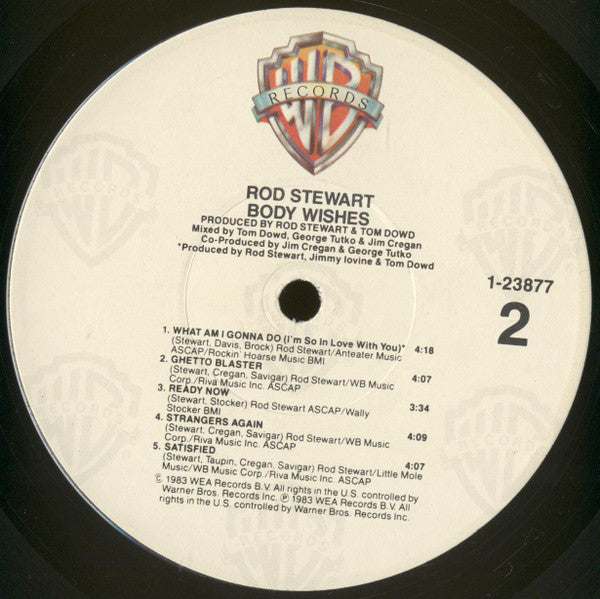 WB
RECORDS
ROD STEWART
BODY WISHES
PRODUCED BY ROD STEWART & TOM DOWD
Mixed by Tom Dowd, George Tutko & Jim Cregan
Co-Produced by Jim Cregan & George Tutko
*Produced by Rod Stewart, Jimmy Iovine & Tom Dowd
1-23877
2
1. WHAT AM I GONNA DO (I'm So In Love With You)* 4:18
(Stewart, Davis, Brock) Rod Stewart/Anteater Music
ASCAP/Rockin' Hoarse Music BMI
2. GHETTO BLASTER 4:07
(Stewart, Cregan, Savigar) Rod Stewart/WB Music
Corp./Riva Music Inc. ASCAP
3. READY NOW 3:34
(Stewart, Stocker) Rod Stewart ASCAP/Wally
Stocker BMI
4. STRANGERS AGAIN 4:09
(Stewart, Cregan, Savigar) Rod Stewart/WB Music
Corp./Riva Music Inc. ASCAP
5. SATISFIED 4:07
(Stewart, Taupin, Cregan, Savigar) Rod Stewart/Little Mole
Music/WB Music Corp./Riva Music Inc. ASCAP
© 1983 WEA Records B.V. All rights in the U.S. controlled by
Warner Bros. Records Inc. ℗ 1983 WEA Records B.V. All
rights in the U.S. controlled by Warner Bros. Records Inc.